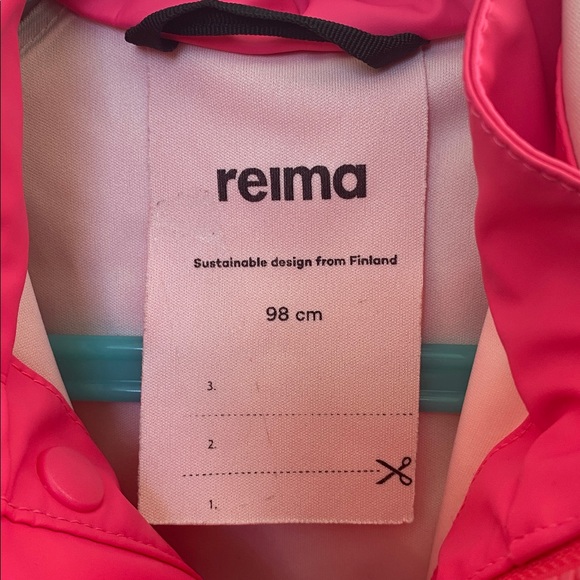 reima
Sustainable design from Finland
98 cm
3.
2.
1.